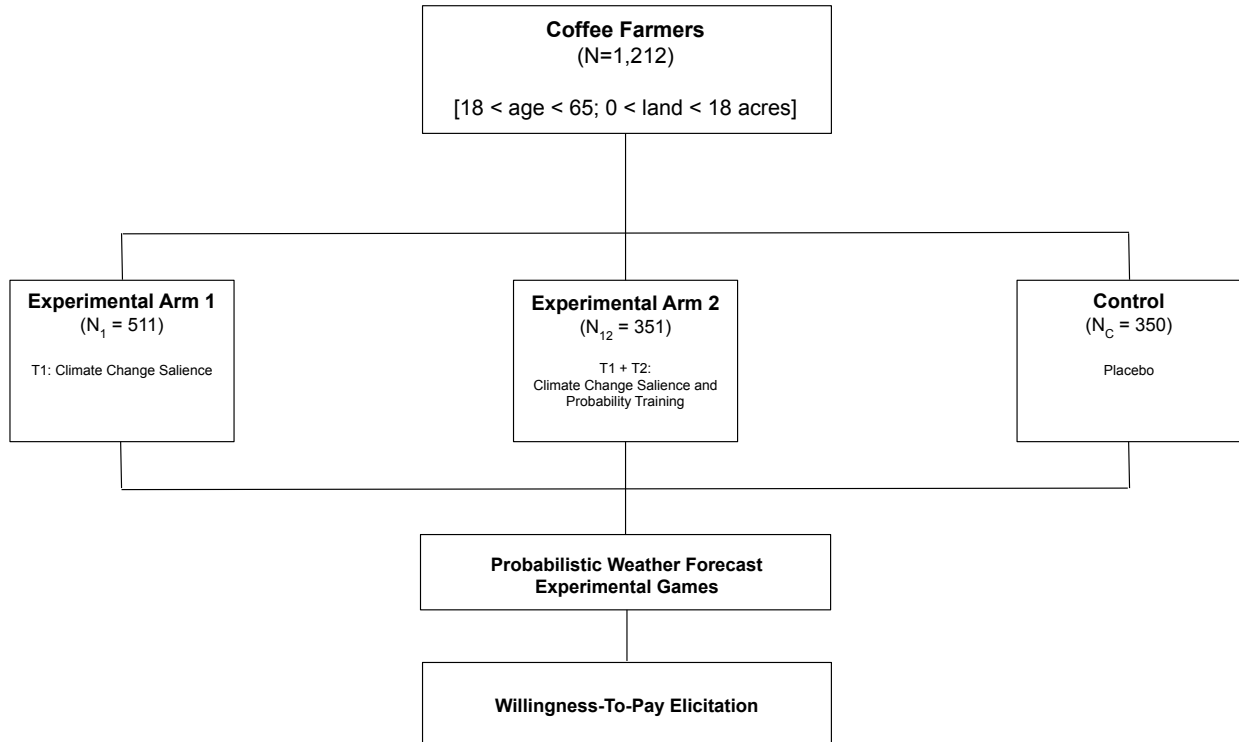 Coffee Farmers
(N=1,212)
[18 < age < 65; 0 < land < 18 acres]
Experimental Arm 1
(N₁ = 511)
T1: Climate Change Salience
Experimental Arm 2
(N₁₂ = 351)
T1 + T2:
Climate Change Salience and
Probability Training
Control
(N_C = 350)
Placebo
Probabilistic Weather Forecast
Experimental Games
Willingness-To-Pay Elicitation